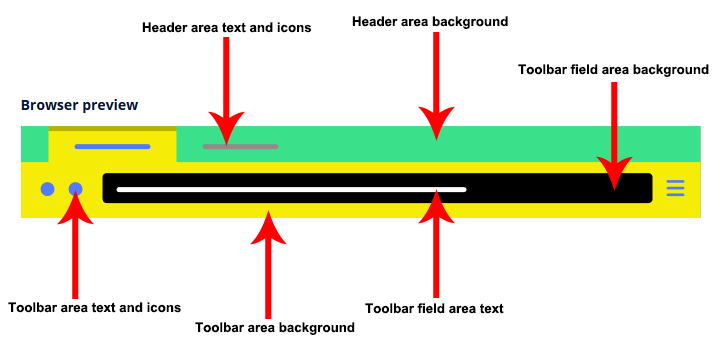 Header area text and icons
Header area background
Toolbar field area background
Browser preview
Toolbar area text and icons
Toolbar field area text
Toolbar area background